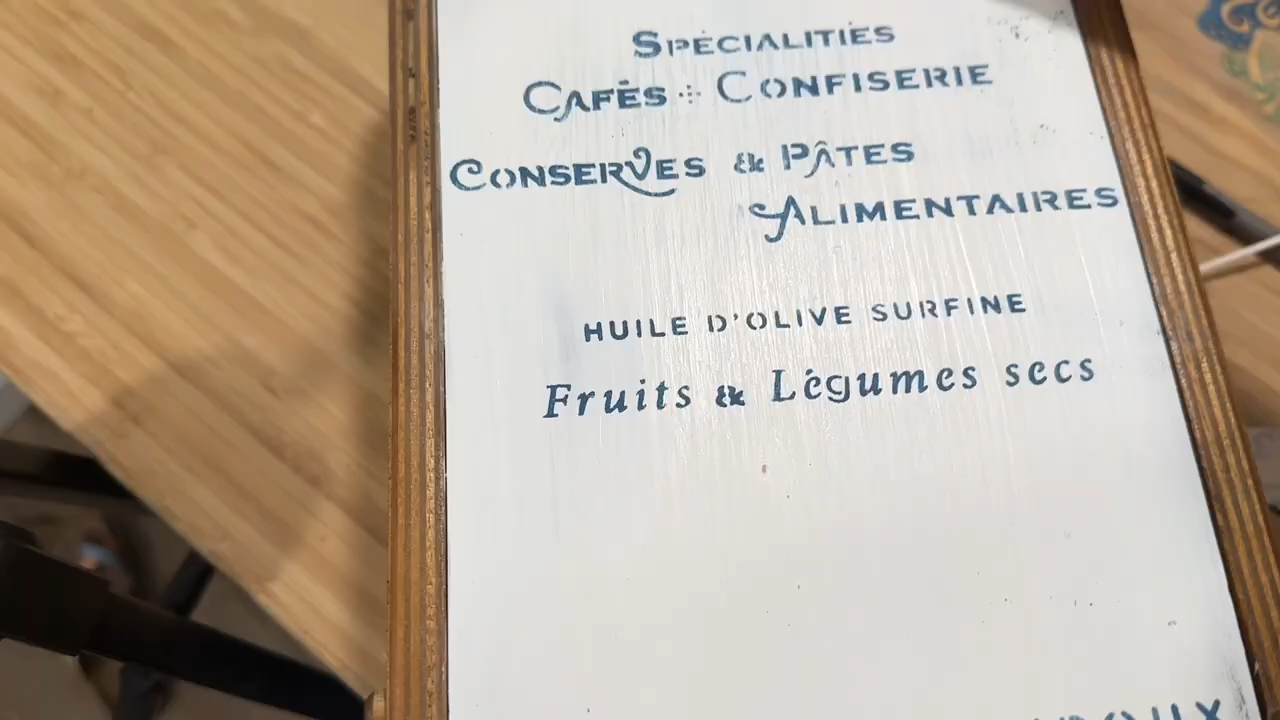 SPÉCIALITIÉS
CAFÉS CONFISERIE
CONSERVES & PÂTES
ALIMENTAIRES
HUILE D'OLIVE SURFINE
Fruits & Légumes secs